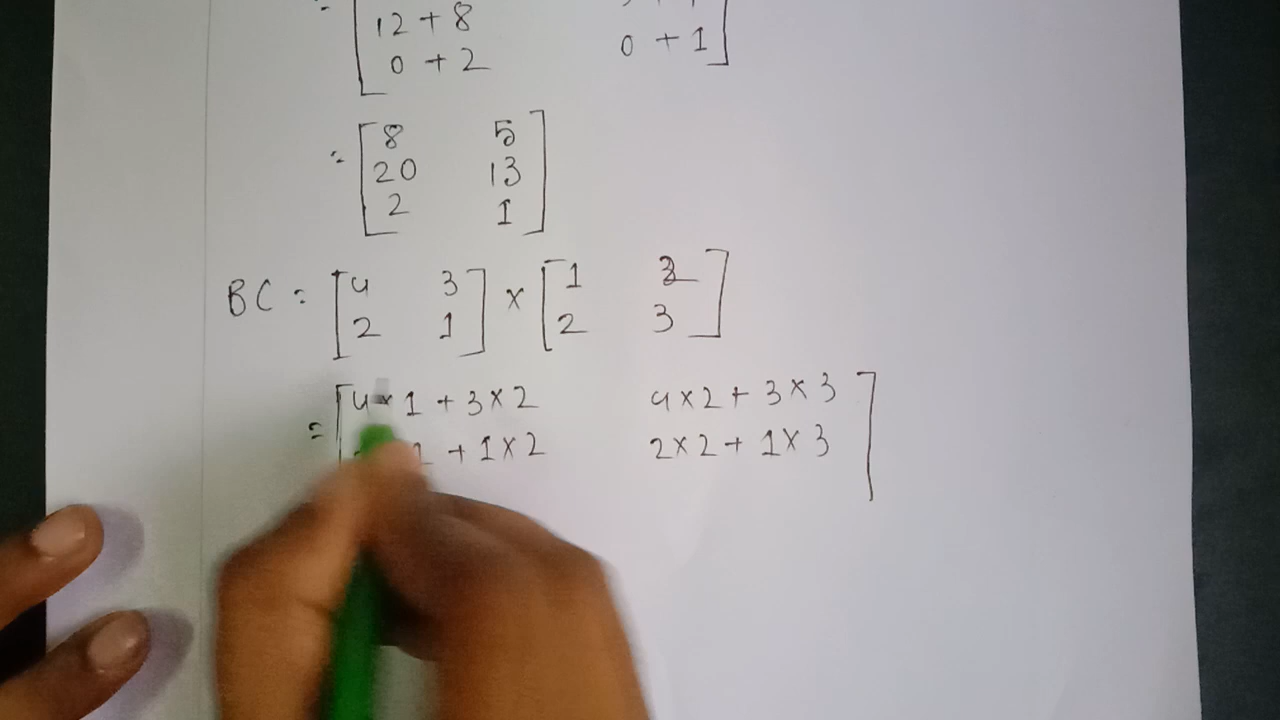 12 + 8
0 + 2 0 + 1
= 8 5
20 13
2 1
BC = [4 3] × [1 2]
2 1 2 3
= [4×1 + 3×2 4×2 + 3×3]
1 + 1×2 2×2 + 1×3